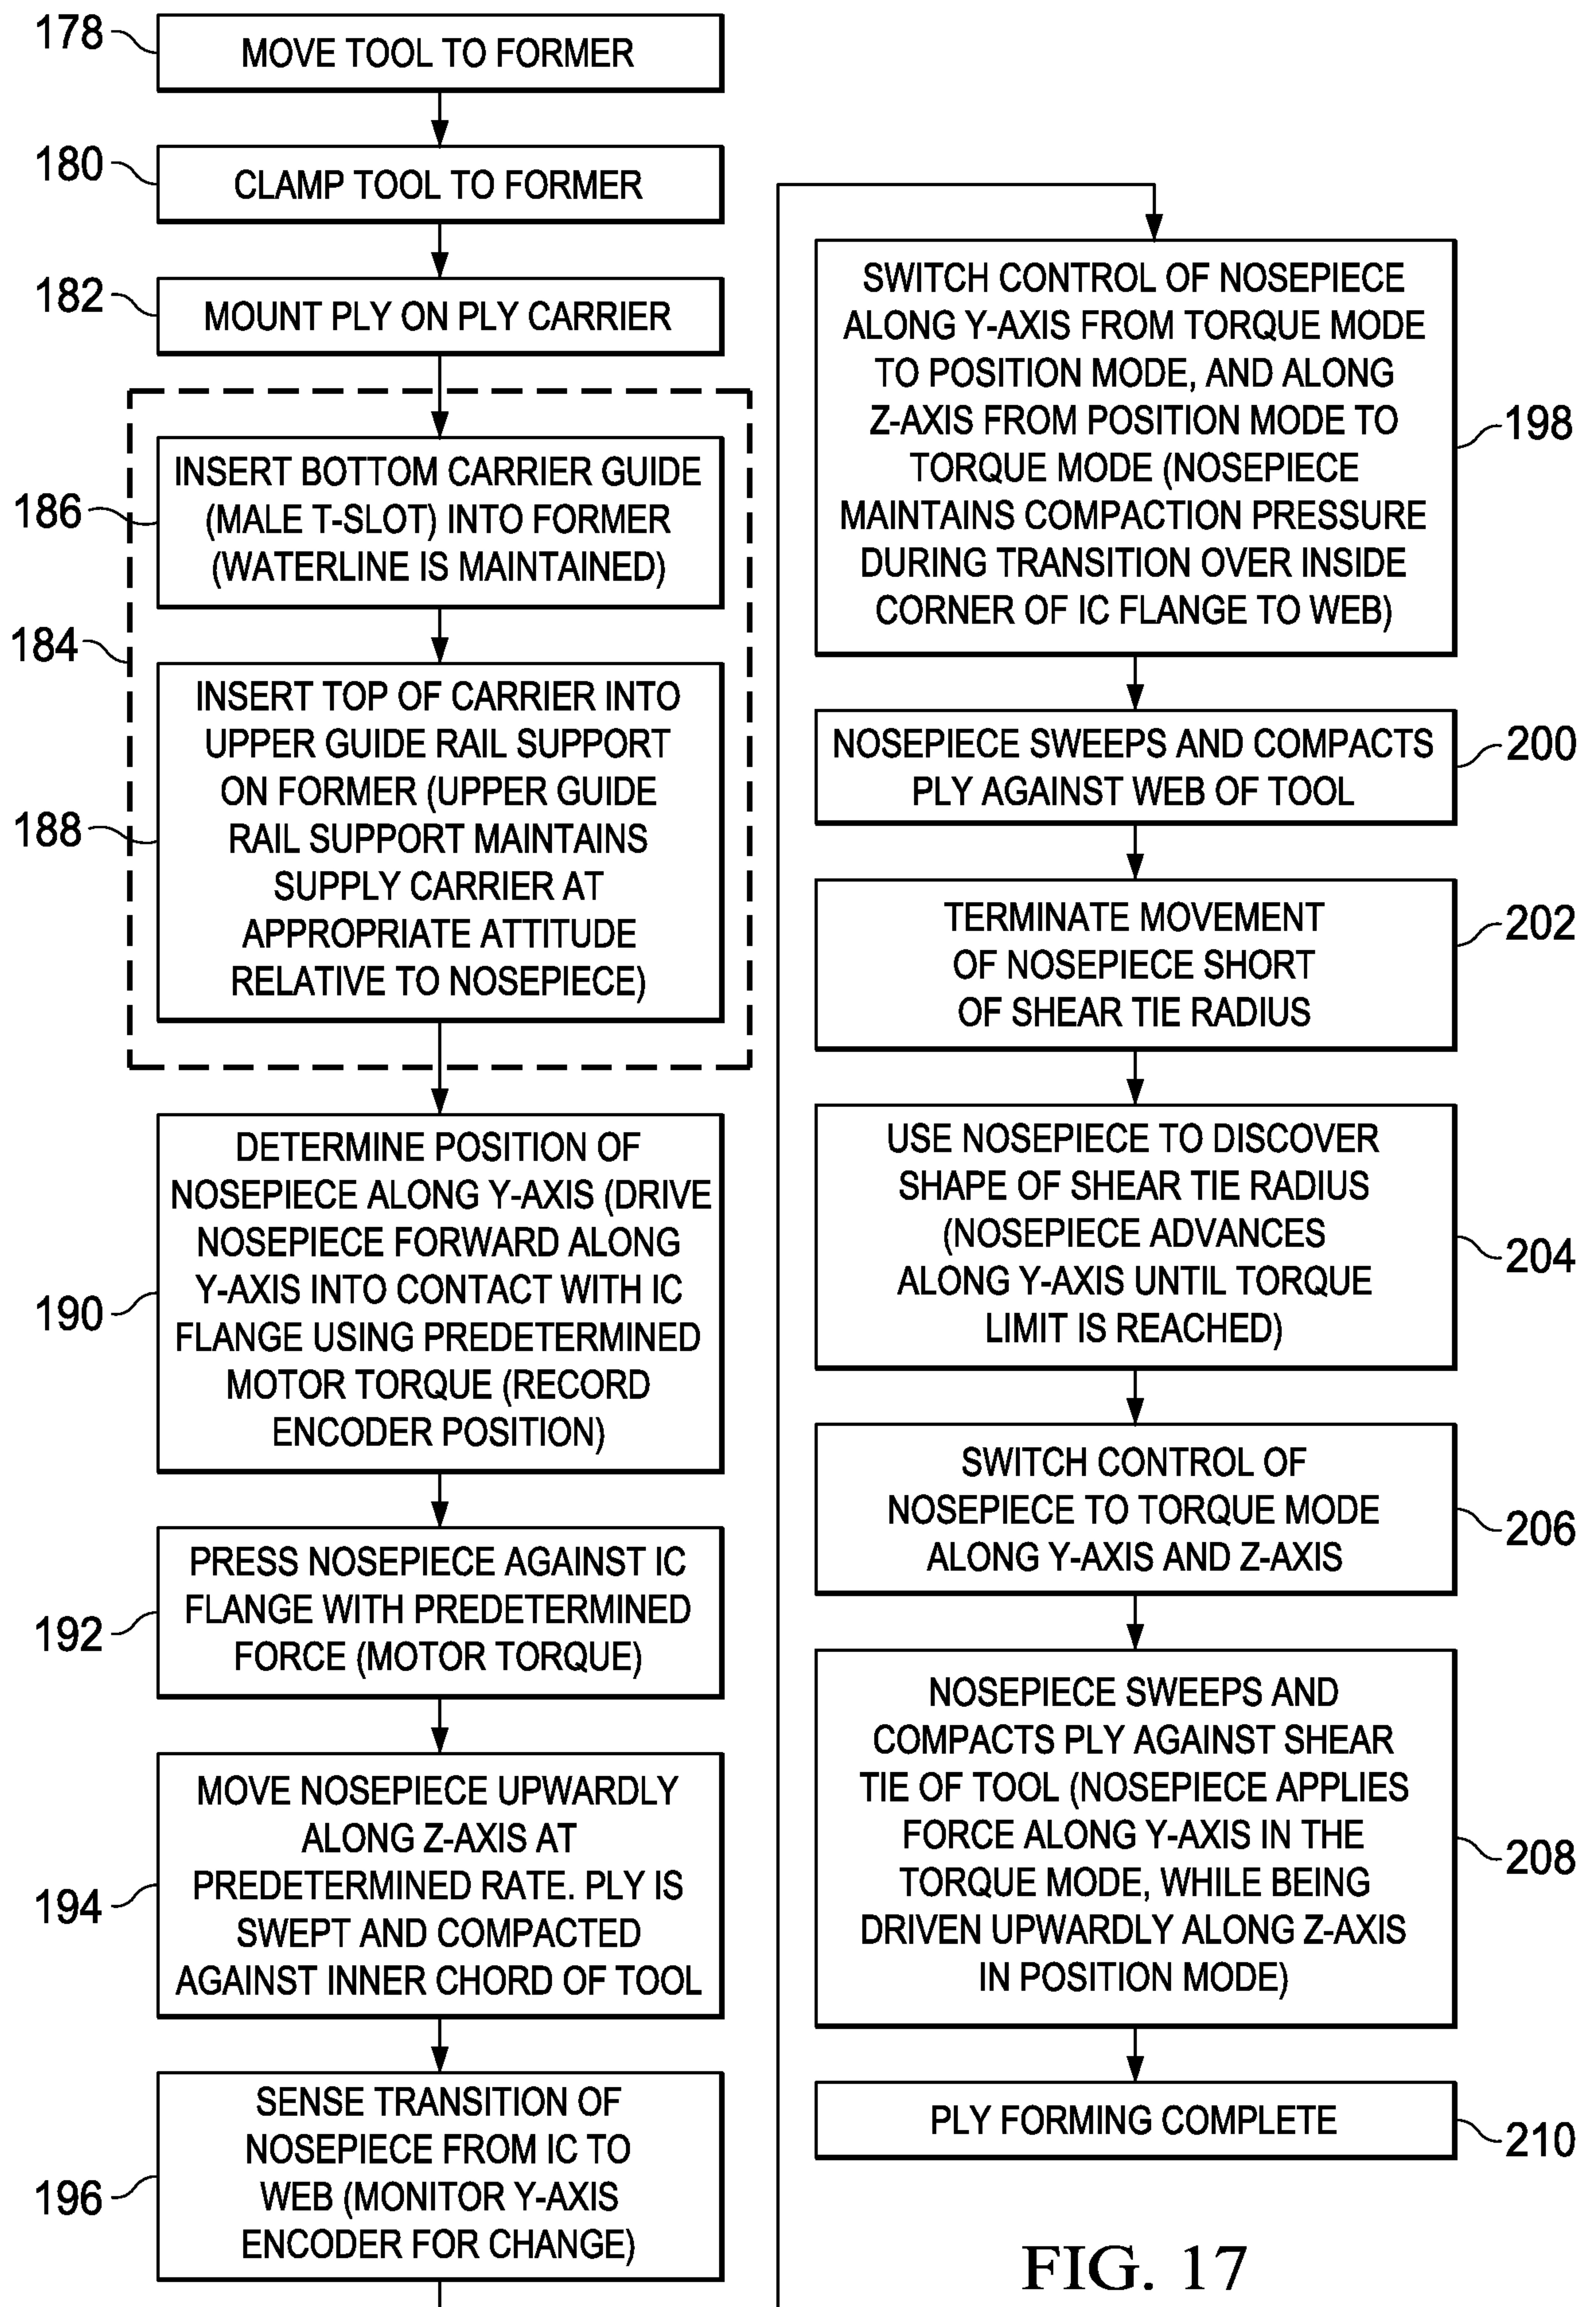 178
MOVE TOOL TO FORMER
180
CLAMP TOOL TO FORMER
182
MOUNT PLY ON PLY CARRIER
184
186
INSERT BOTTOM CARRIER GUIDE
(MALE T-SLOT) INTO FORMER
(WATERLINE IS MAINTAINED)
188
INSERT TOP OF CARRIER INTO
UPPER GUIDE RAIL SUPPORT
ON FORMER (UPPER GUIDE
RAIL SUPPORT MAINTAINS
SUPPLY CARRIER AT
APPROPRIATE ATTITUDE
RELATIVE TO NOSEPIECE)
190
DETERMINE POSITION OF
NOSEPIECE ALONG Y-AXIS (DRIVE
NOSEPIECE FORWARD ALONG
Y-AXIS INTO CONTACT WITH IC
FLANGE USING PREDETERMINED
MOTOR TORQUE (RECORD
ENCODER POSITION)
192
PRESS NOSEPIECE AGAINST IC
FLANGE WITH PREDETERMINED
FORCE (MOTOR TORQUE)
194
MOVE NOSEPIECE UPWARDLY
ALONG Z-AXIS AT
PREDETERMINED RATE. PLY IS
SWEPT AND COMPACTED
AGAINST INNER CHORD OF TOOL
196
SENSE TRANSITION OF
NOSEPIECE FROM IC TO
WEB (MONITOR Y-AXIS
ENCODER FOR CHANGE)
SWITCH CONTROL OF NOSEPIECE
ALONG Y-AXIS FROM TORQUE MODE
TO POSITION MODE, AND ALONG
Z-AXIS FROM POSITION MODE TO
TORQUE MODE (NOSEPIECE
MAINTAINS COMPACTION PRESSURE
DURING TRANSITION OVER INSIDE
CORNER OF IC FLANGE TO WEB)
198
NOSEPIECE SWEEPS AND COMPACTS
PLY AGAINST WEB OF TOOL
200
TERMINATE MOVEMENT
OF NOSEPIECE SHORT
OF SHEAR TIE RADIUS
202
USE NOSEPIECE TO DISCOVER
SHAPE OF SHEAR TIE RADIUS
(NOSEPIECE ADVANCES
ALONG Y-AXIS UNTIL TORQUE
LIMIT IS REACHED)
204
SWITCH CONTROL OF
NOSEPIECE TO TORQUE MODE
ALONG Y-AXIS AND Z-AXIS
206
NOSEPIECE SWEEPS AND
COMPACTS PLY AGAINST SHEAR
TIE OF TOOL (NOSEPIECE APPLIES
FORCE ALONG Y-AXIS IN THE
TORQUE MODE, WHILE BEING
DRIVEN UPWARDLY ALONG Z-AXIS
IN POSITION MODE)
208
PLY FORMING COMPLETE
210
FIG. 17